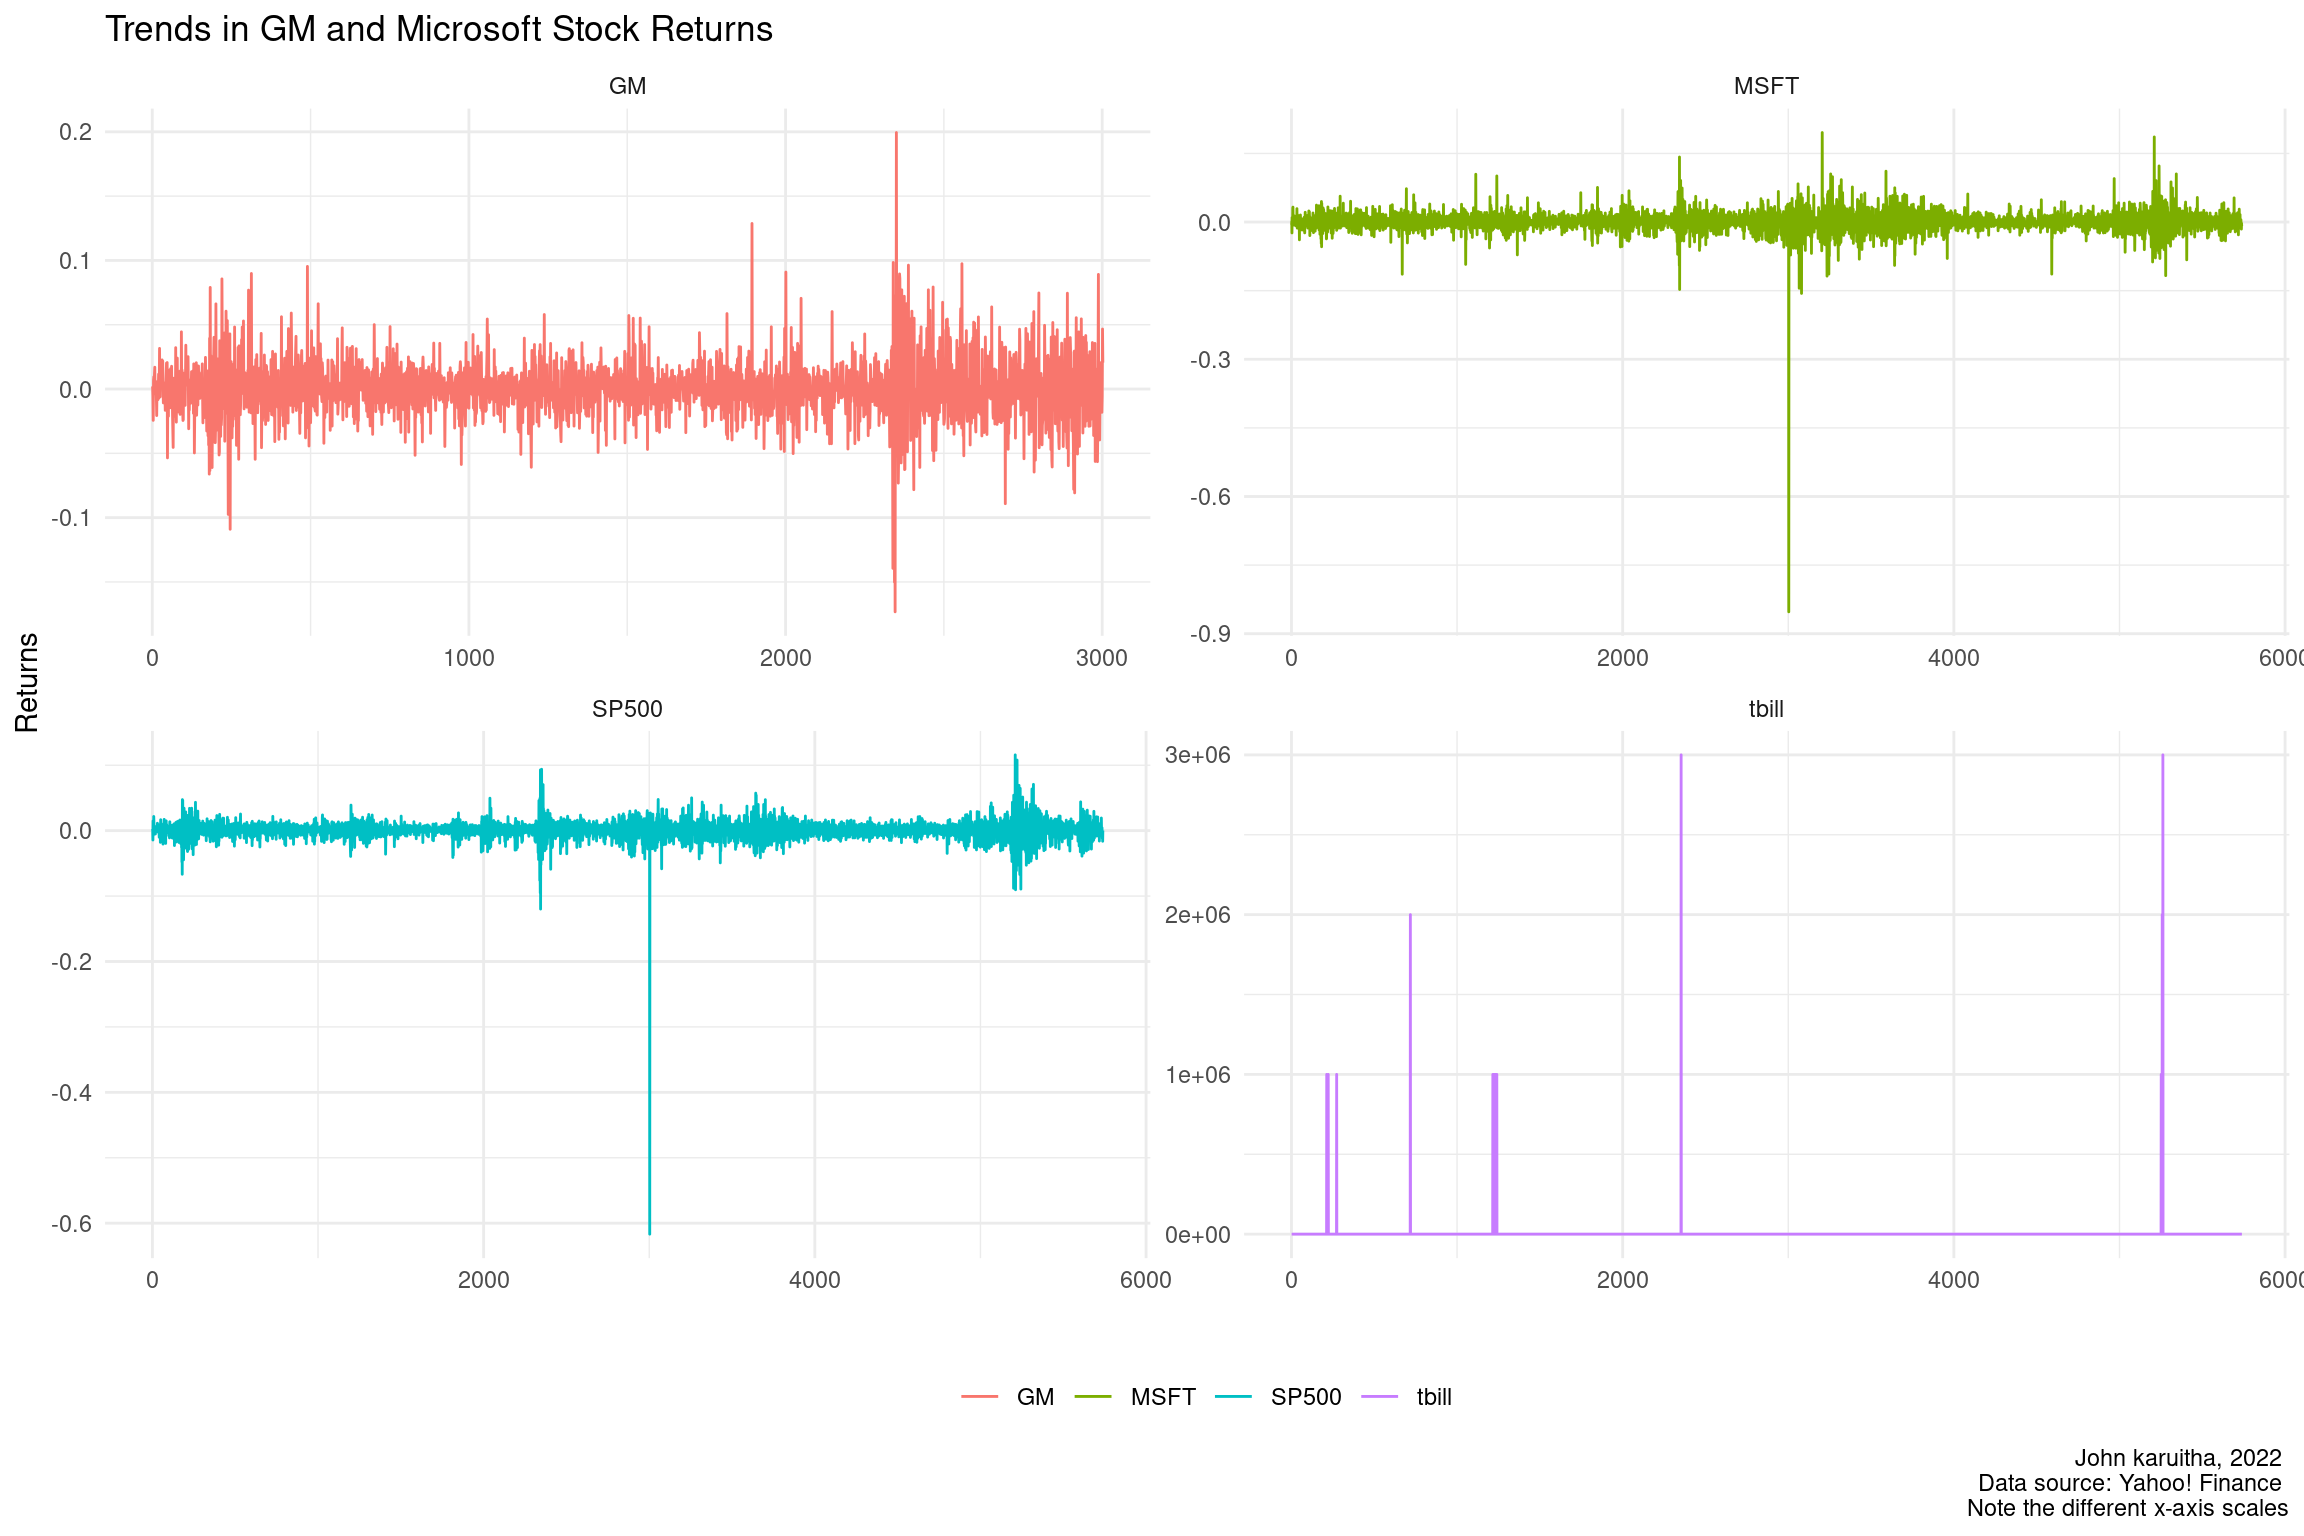 Trends in GM and Microsoft Stock Returns
GM
0.2
0.1
0.0
-0.1
0 1000 2000 3000
MSFT
0.0
-0.3
-0.6
-0.9
0 2000 4000 6000
Returns
SP500
0.0
-0.2
-0.4
-0.6
0 2000 4000 6000
tbill
3e+06
2e+06
1e+06
0e+00
0 2000 4000 6000
GM MSFT SP500 tbill
John karuitha, 2022
Data source: Yahoo! Finance
Note the different x-axis scales